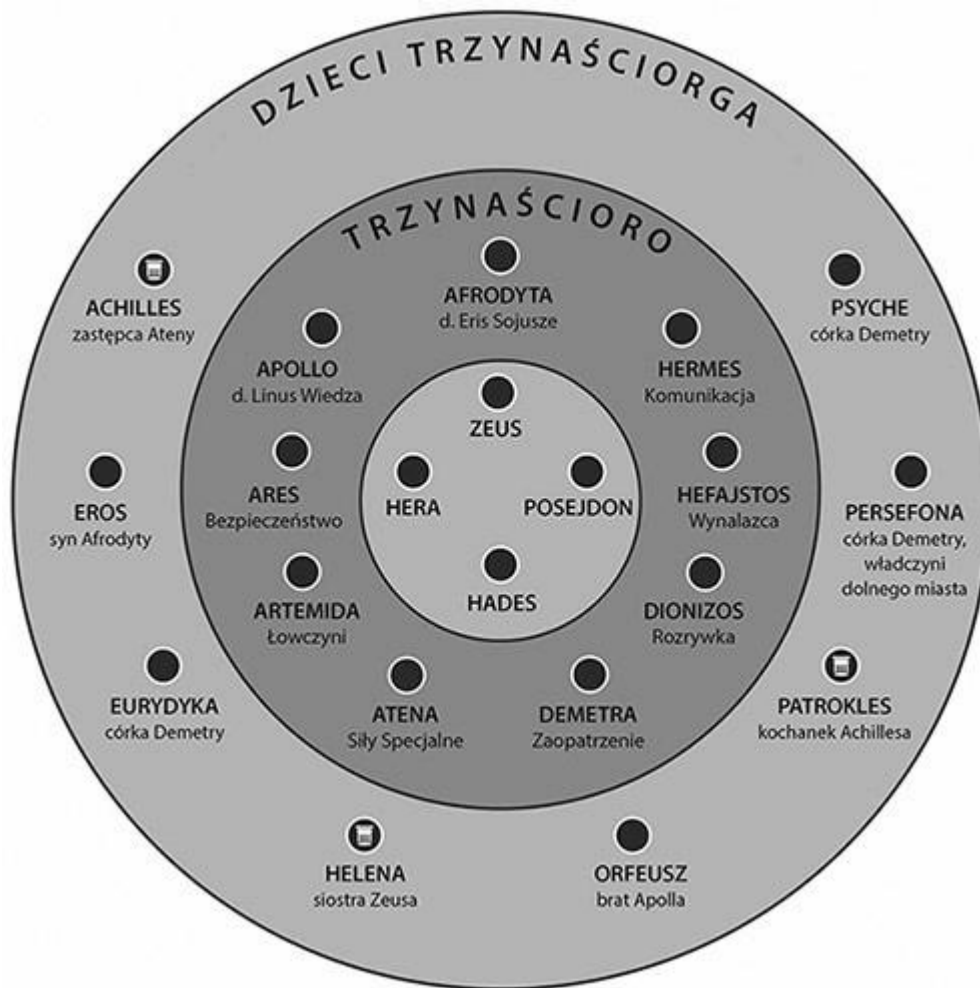 DZIECI TRZYNAŚCIORGA
TRZYNAŚCIORO
ACHILLES
zastępca Ateny
AFRODYTA
d. Eris Sojusze
PSYCHE
córka Demetry
APOLLO
d. Linus Wiedza
HERMES
Komunikacja
ZEUS
ARES
Bezpieczeństwo
HERA
POSEJDON
HEFAJSTOS
Wynalazca
EROS
syn Afrodyty
PERSEFONA
córka Demetry,
władczyni
dolnego miasta
ARTEMIDA
Łowczyni
HADES
DIONIZOS
Rozrywka
EURYDYKA
córka Demetry
ATENA
Siły Specjalne
DEMETRA
Zaopatrzenie
PATROKLES
kochanek Achillesa
HELENA
siostra Zeusa
ORFEUSZ
brat Apolla